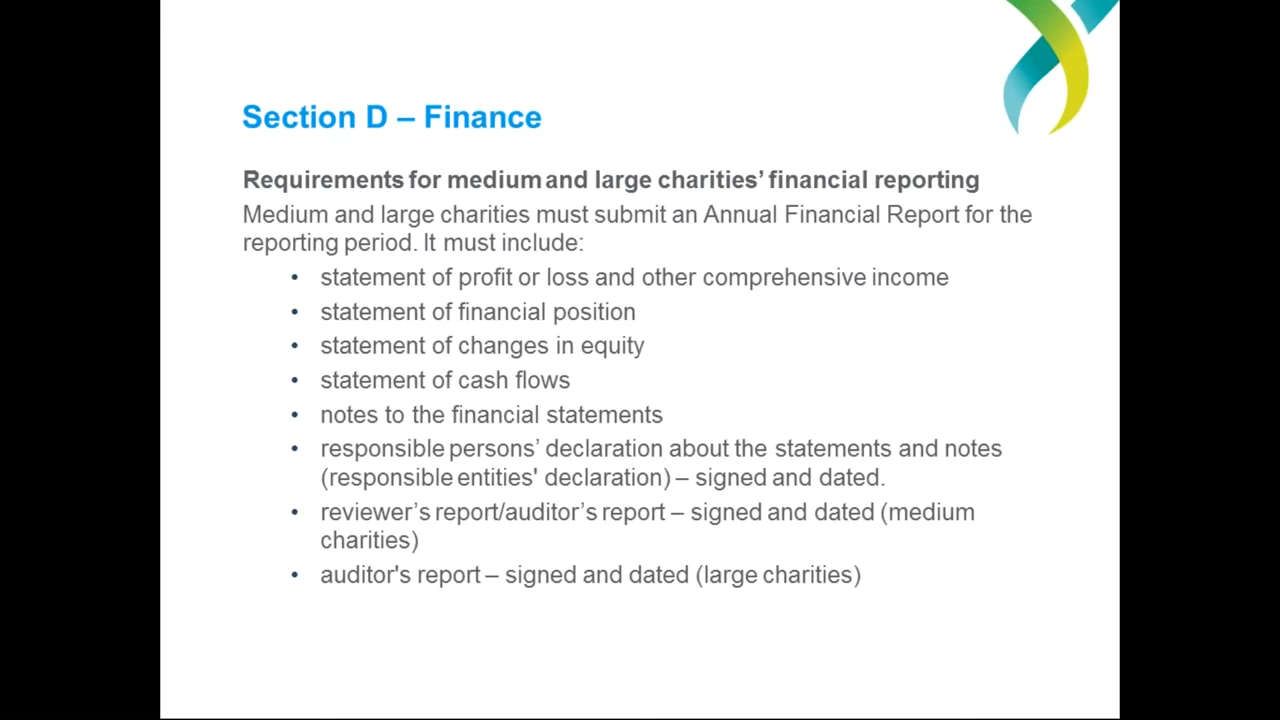 Section D – Finance
Requirements for medium and large charities’ financial reporting
Medium and large charities must submit an Annual Financial Report for the
reporting period. It must include:
• statement of profit or loss and other comprehensive income
• statement of financial position
• statement of changes in equity
• statement of cash flows
• notes to the financial statements
• responsible persons’ declaration about the statements and notes
(responsible entities' declaration) – signed and dated.
• reviewer’s report/auditor’s report – signed and dated (medium
charities)
• auditor's report – signed and dated (large charities)